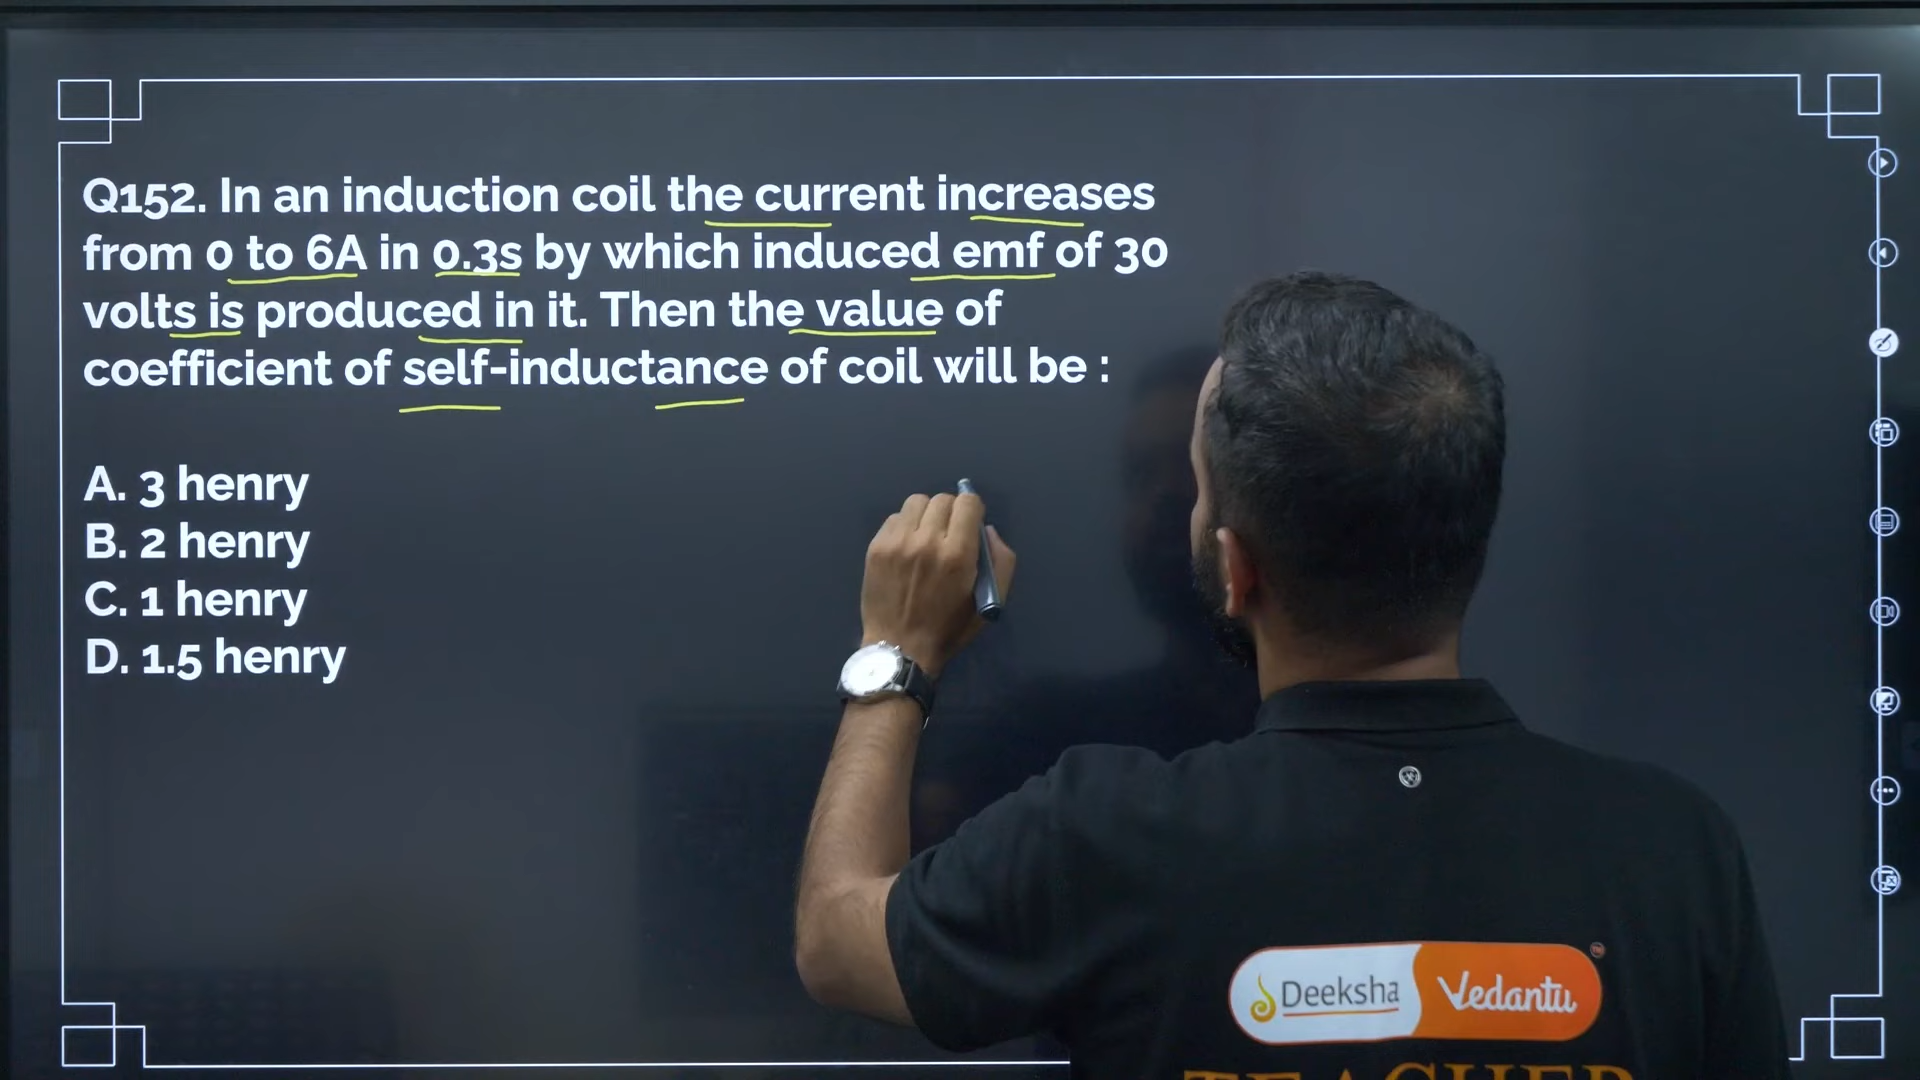 Q152. In an induction coil the current increases
from 0 to 6A in 0.3s by which induced emf of 30
volts is produced in it. Then the value of
coefficient of self-inductance of coil will be :
A. 3 henry
B. 2 henry
C. 1 henry
D. 1.5 henry
Deeksha Vedantu
TEACHER